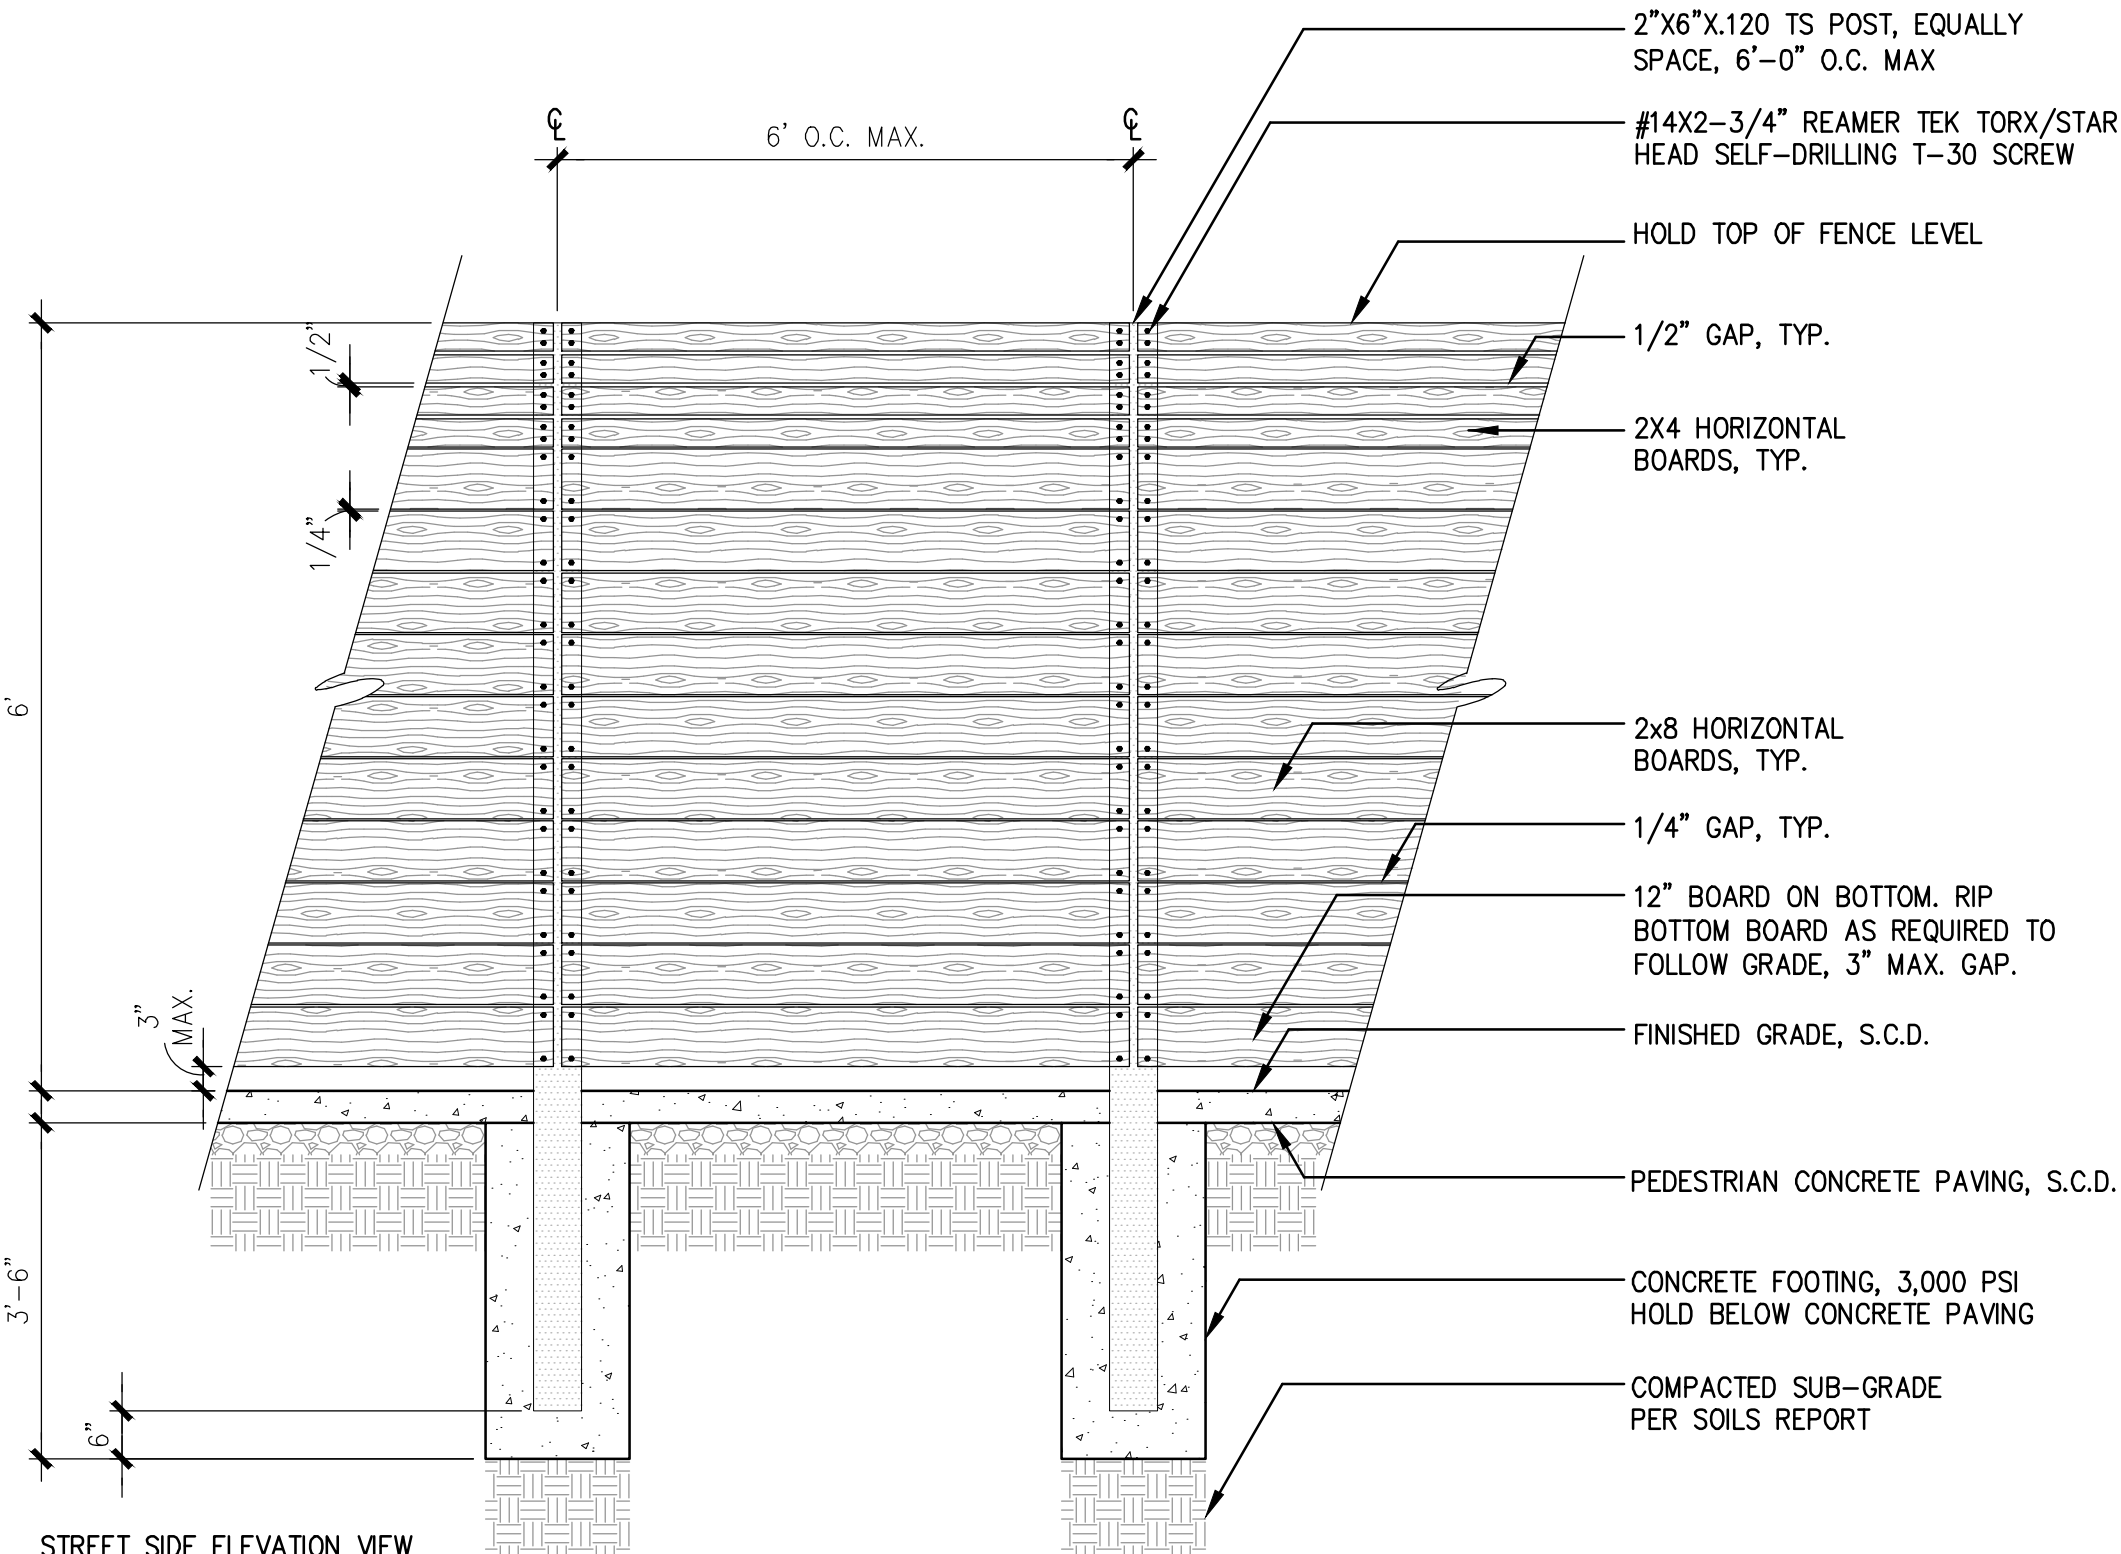 2"X6"X.120 TS POST, EQUALLY
SPACE, 6'-0" O.C. MAX
#14X2-3/4" REAMER TEK TORX/STAR
HEAD SELF-DRILLING T-30 SCREW
HOLD TOP OF FENCE LEVEL
1/2" GAP, TYP.
2X4 HORIZONTAL
BOARDS, TYP.
2x8 HORIZONTAL
BOARDS, TYP.
1/4" GAP, TYP.
12" BOARD ON BOTTOM. RIP
BOTTOM BOARD AS REQUIRED TO
FOLLOW GRADE, 3" MAX. GAP.
FINISHED GRADE, S.C.D.
PEDESTRIAN CONCRETE PAVING, S.C.D.
CONCRETE FOOTING, 3,000 PSI
HOLD BELOW CONCRETE PAVING
COMPACTED SUB-GRADE
PER SOILS REPORT
℄
6' O.C. MAX.
℄
1/2"
1/4"
6'
3"
MAX.
3'-6"
6"
STREET SIDE ELEVATION VIEW